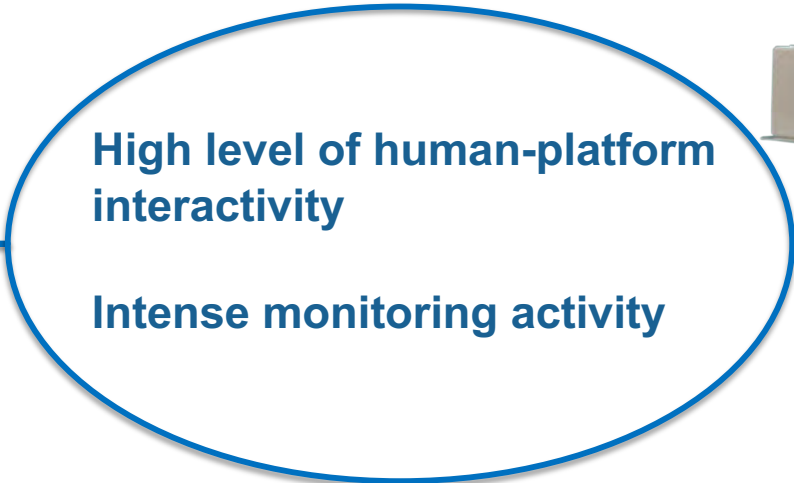 High level of human-platform
interactivity
Intense monitoring activity